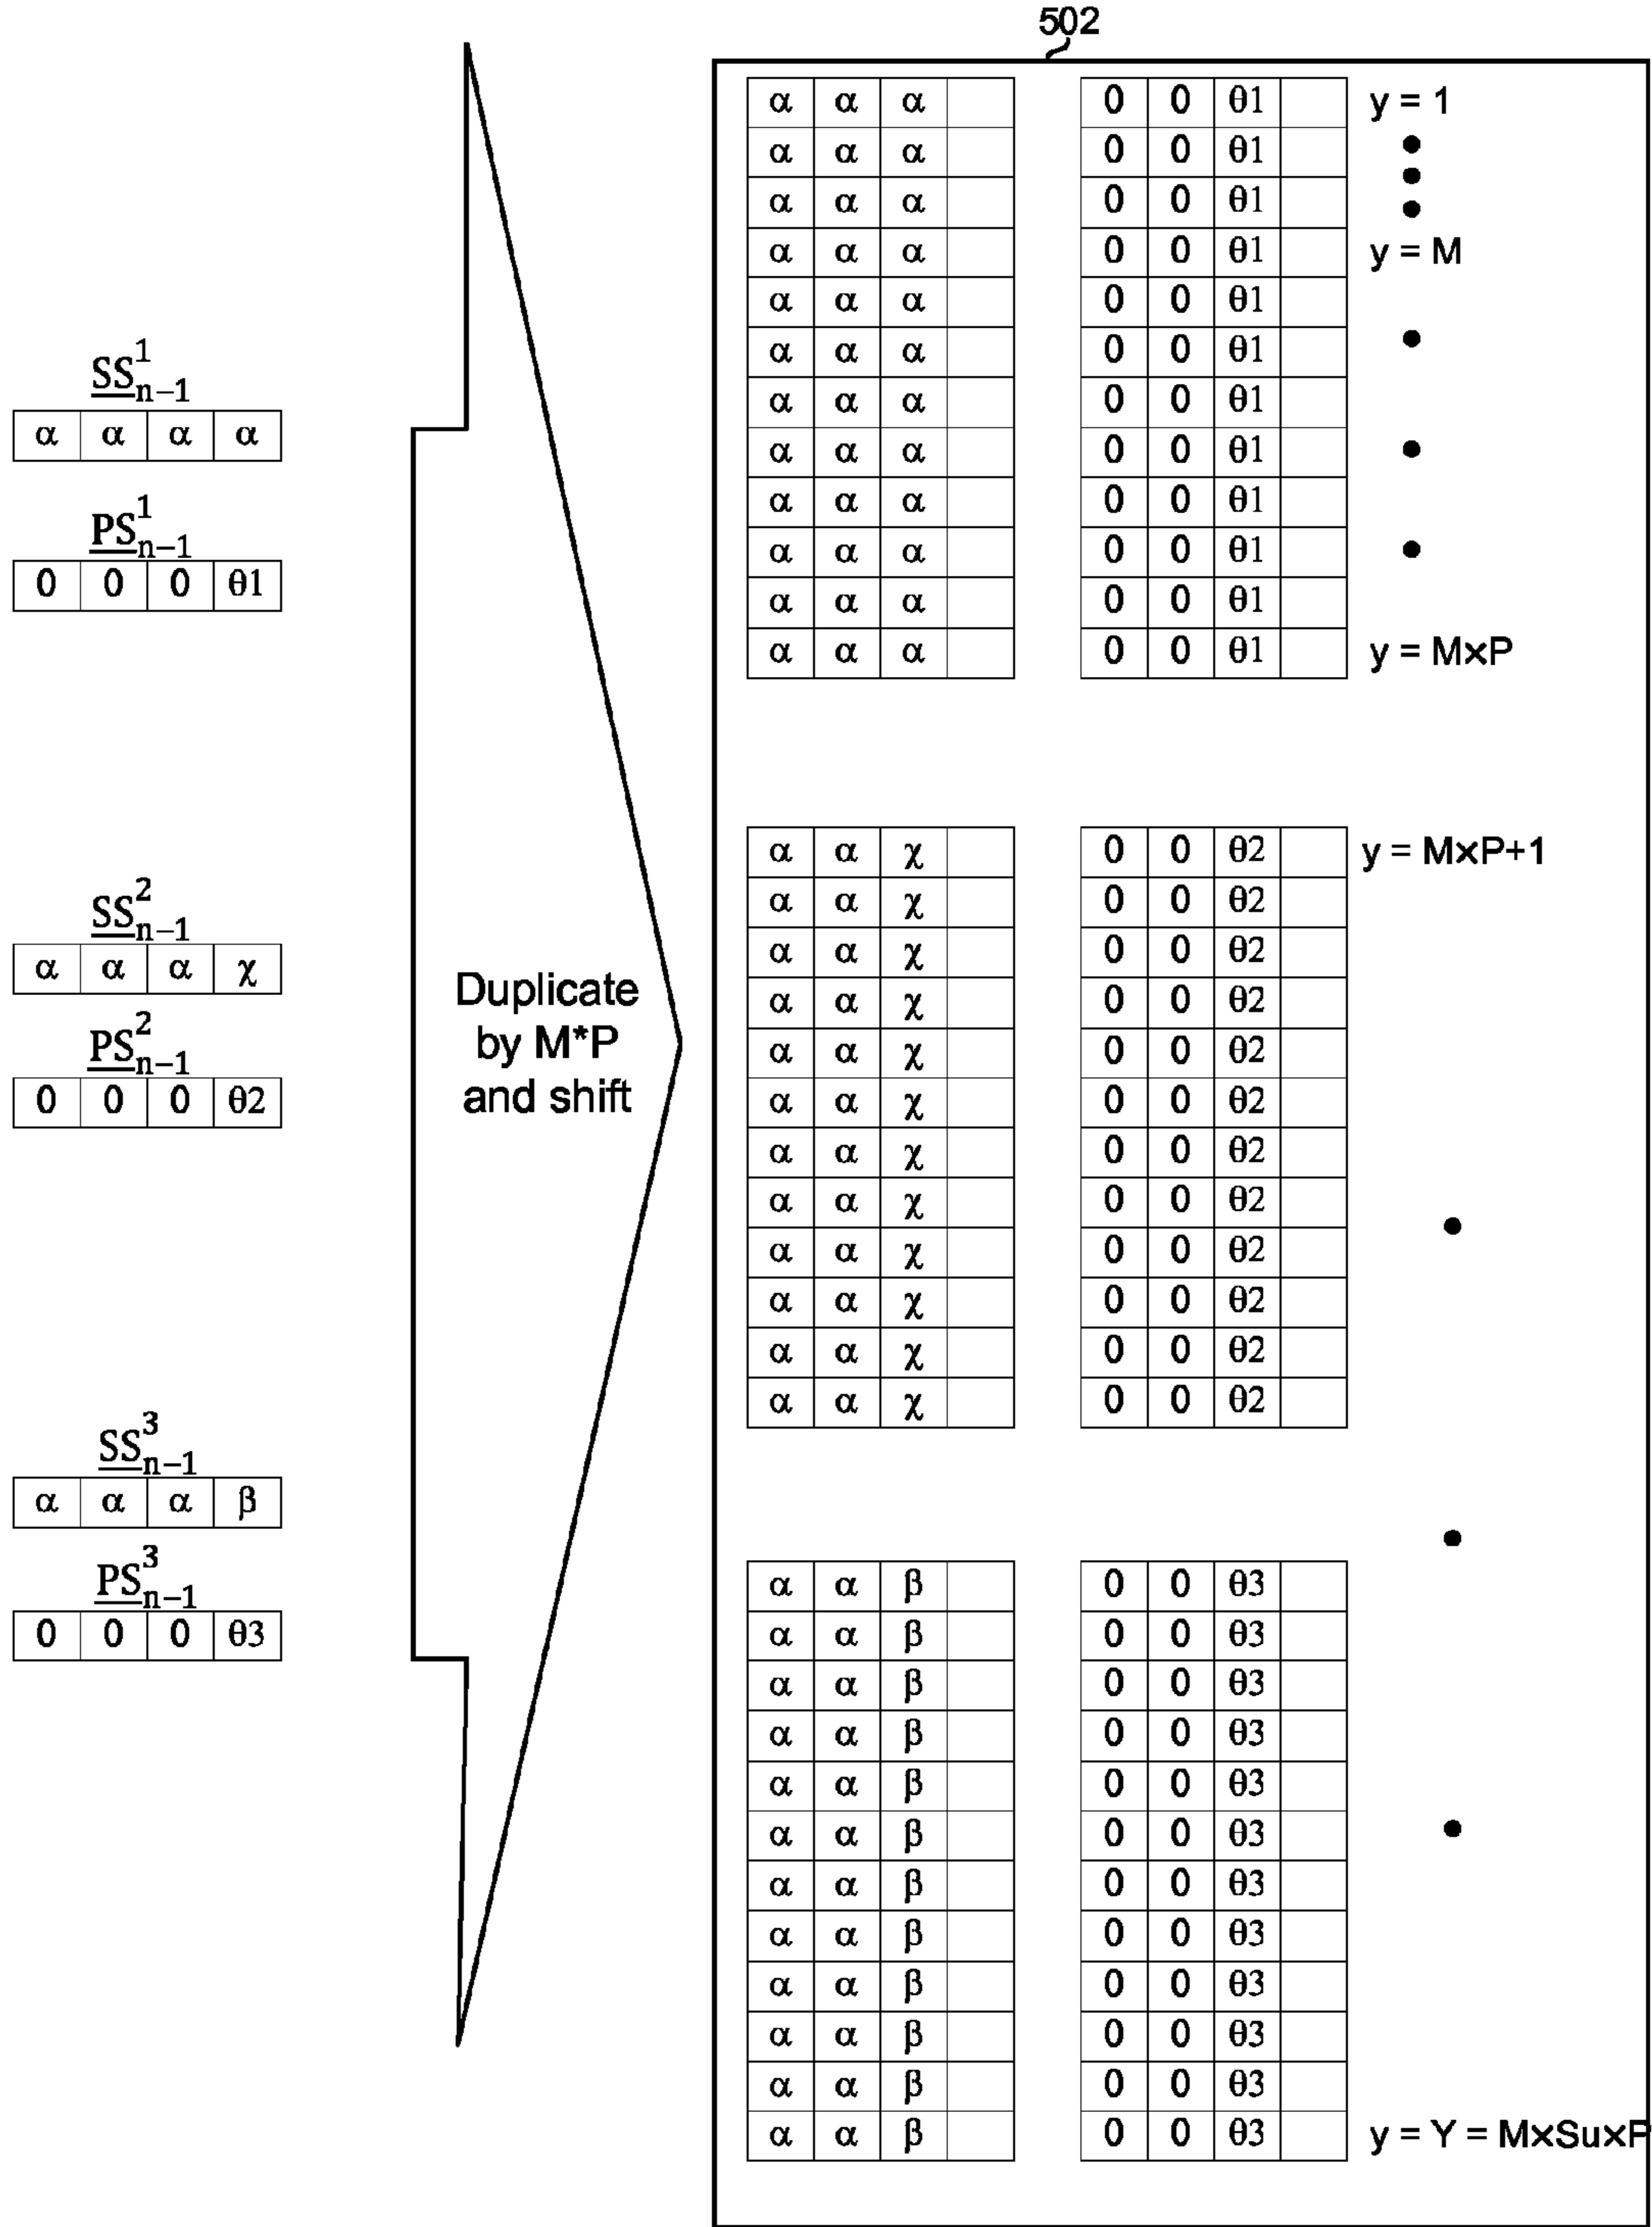 502
SS¹ₙ₋₁
α α α α
PS¹ₙ₋₁
0 0 0 θ1
SS²ₙ₋₁
α α α χ
PS²ₙ₋₁
0 0 0 θ2
SS³ₙ₋₁
α α α β
PS³ₙ₋₁
0 0 0 θ3
Duplicate
by M*P
and shift
α α α 0 0 θ1 y = 1
α α α 0 0 θ1
α α α 0 0 θ1
α α α 0 0 θ1 y = M
α α α 0 0 θ1
α α α 0 0 θ1
α α α 0 0 θ1
α α α 0 0 θ1
α α α 0 0 θ1
α α α 0 0 θ1
α α α 0 0 θ1
α α α 0 0 θ1 y = M×P
α α χ 0 0 θ2 y = M×P+1
α α χ 0 0 θ2
α α χ 0 0 θ2
α α χ 0 0 θ2
α α χ 0 0 θ2
α α χ 0 0 θ2
α α χ 0 0 θ2
α α χ 0 0 θ2
α α χ 0 0 θ2
α α χ 0 0 θ2
α α χ 0 0 θ2
α α χ 0 0 θ2
α α β 0 0 θ3
α α β 0 0 θ3
α α β 0 0 θ3
α α β 0 0 θ3
α α β 0 0 θ3
α α β 0 0 θ3
α α β 0 0 θ3
α α β 0 0 θ3
α α β 0 0 θ3
α α β 0 0 θ3
α α β 0 0 θ3
α α β 0 0 θ3 y = Y = M×Su×P